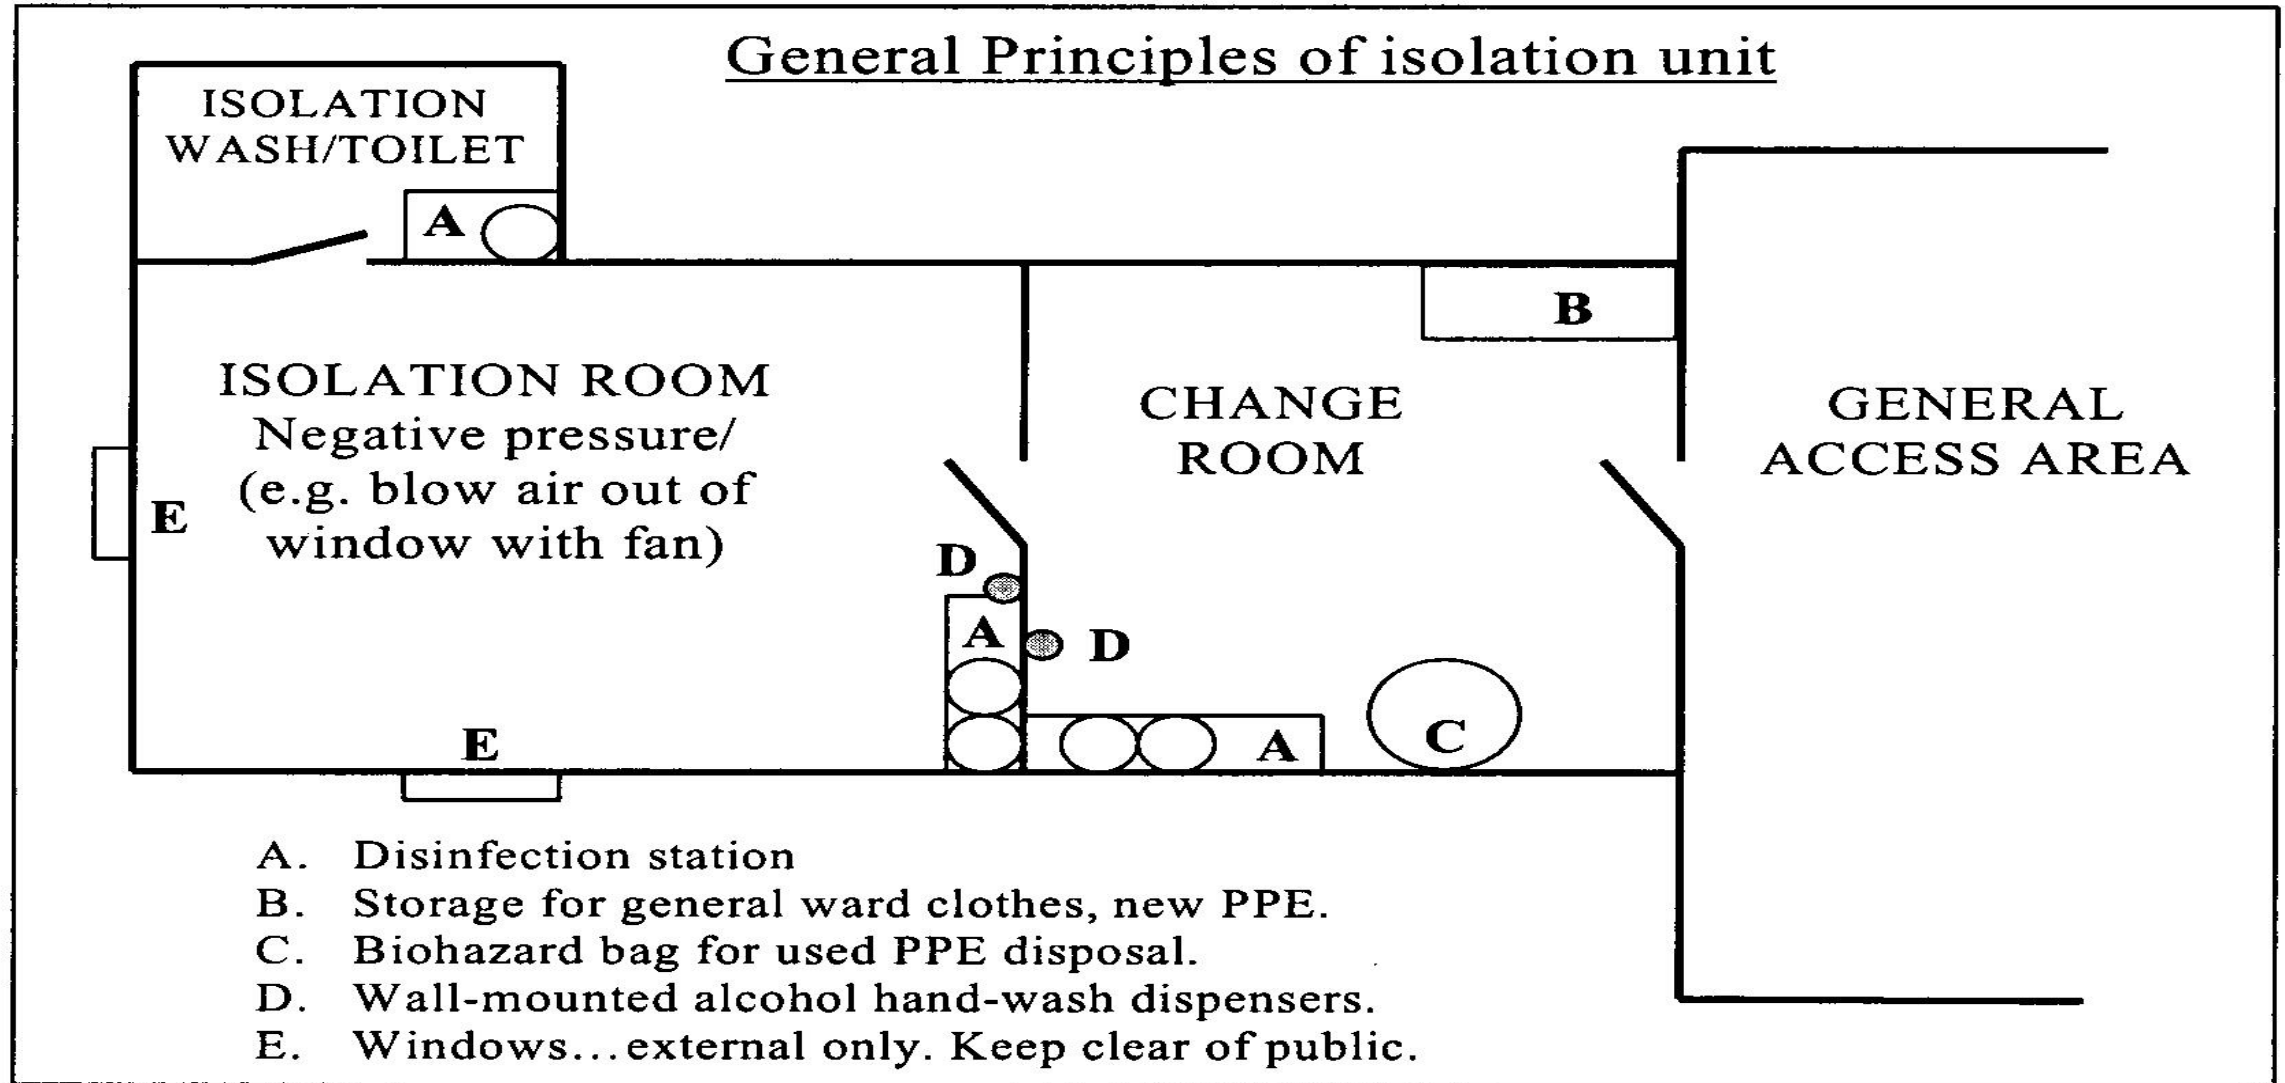 General Principles of isolation unit
ISOLATION
WASH/TOILET
A
B
ISOLATION ROOM
Negative pressure/
(e.g. blow air out of
window with fan)
CHANGE
ROOM
GENERAL
ACCESS AREA
E
D
A
D
E
A
C
A. Disinfection station
B. Storage for general ward clothes, new PPE.
C. Biohazard bag for used PPE disposal.
D. Wall-mounted alcohol hand-wash dispensers.
E. Windows...external only. Keep clear of public.